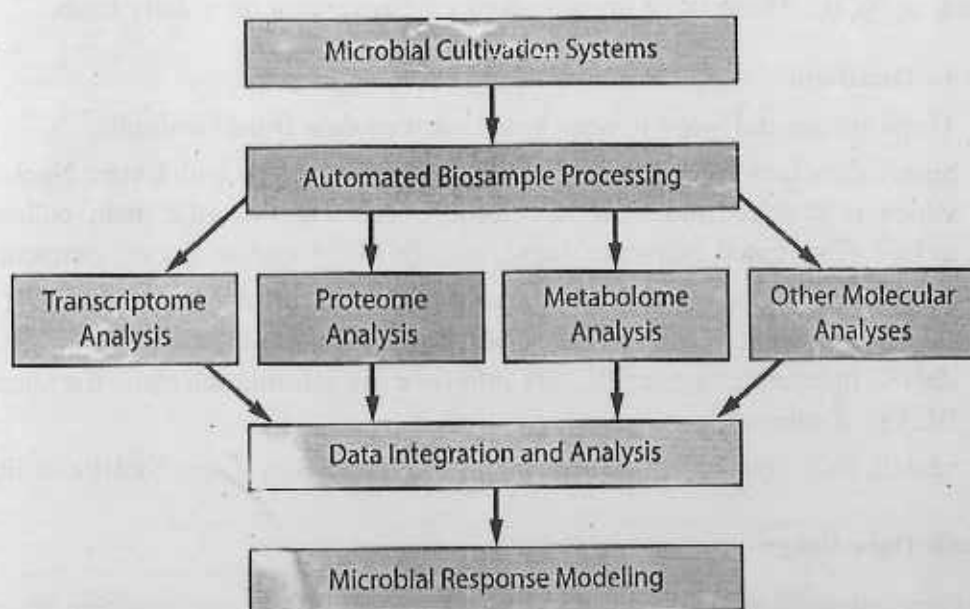 Microbial Cultivation Systems
Automated Biosample Processing
Transcriptome
Analysis
Proteome
Analysis
Metabolome
Analysis
Other Molecular
Analyses
Data Integration and Analysis
Microbial Response Modeling